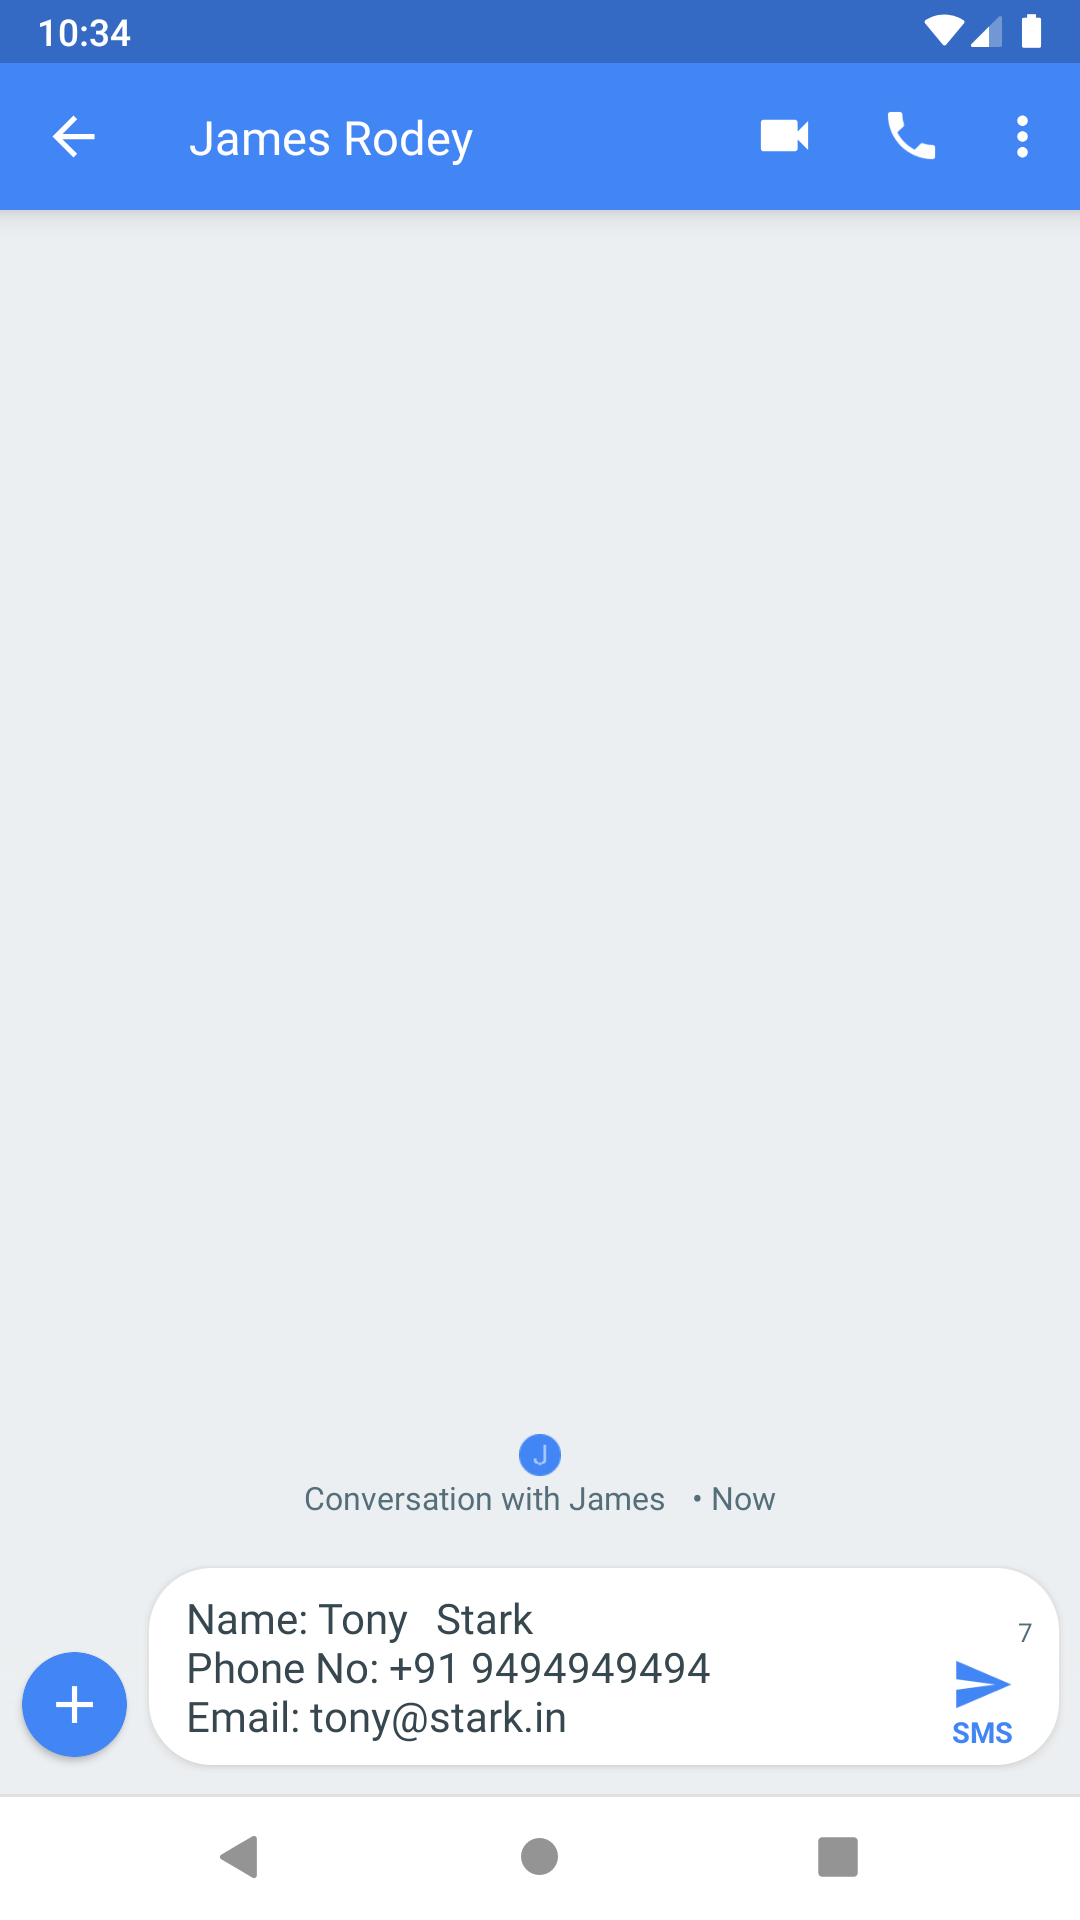 10:34
James Rodey
J
Conversation with James • Now
Name: Tony   Stark
7
Phone No: +91 9494949494
Email: tony@stark.in
SMS